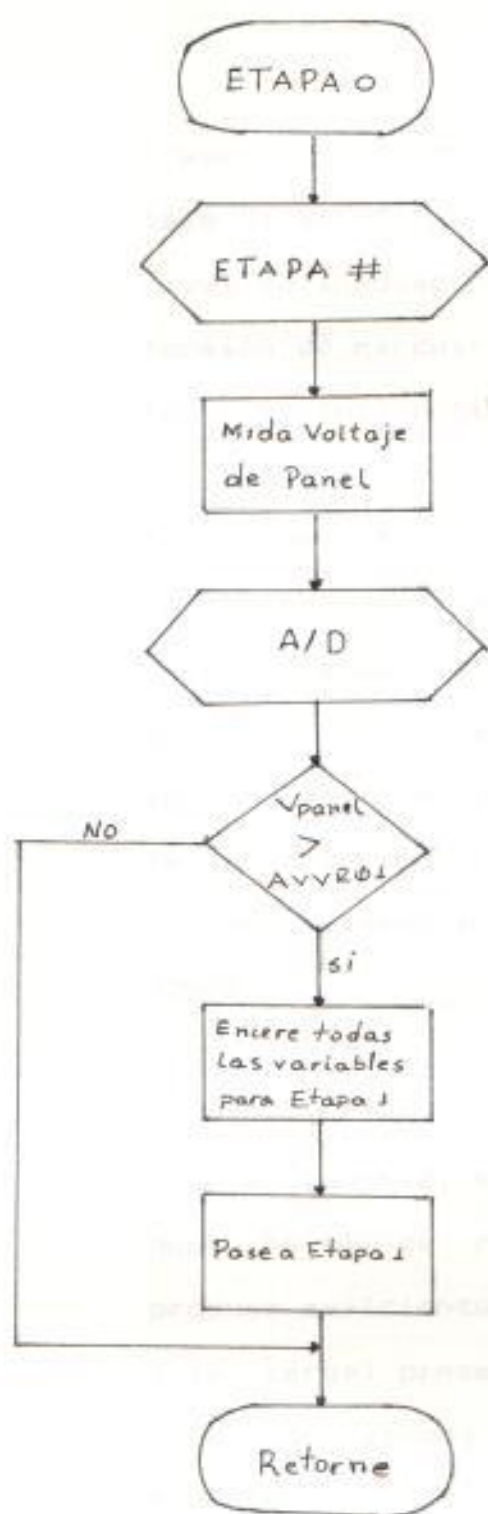 ETAPA 0
ETAPA #
Mida Voltaje
de Panel
A/D
Vpanel
>
AVVRØ1
NO
si
Encere todas
las variables
para Etapa 1
Pase a Etapa 1
Retorne